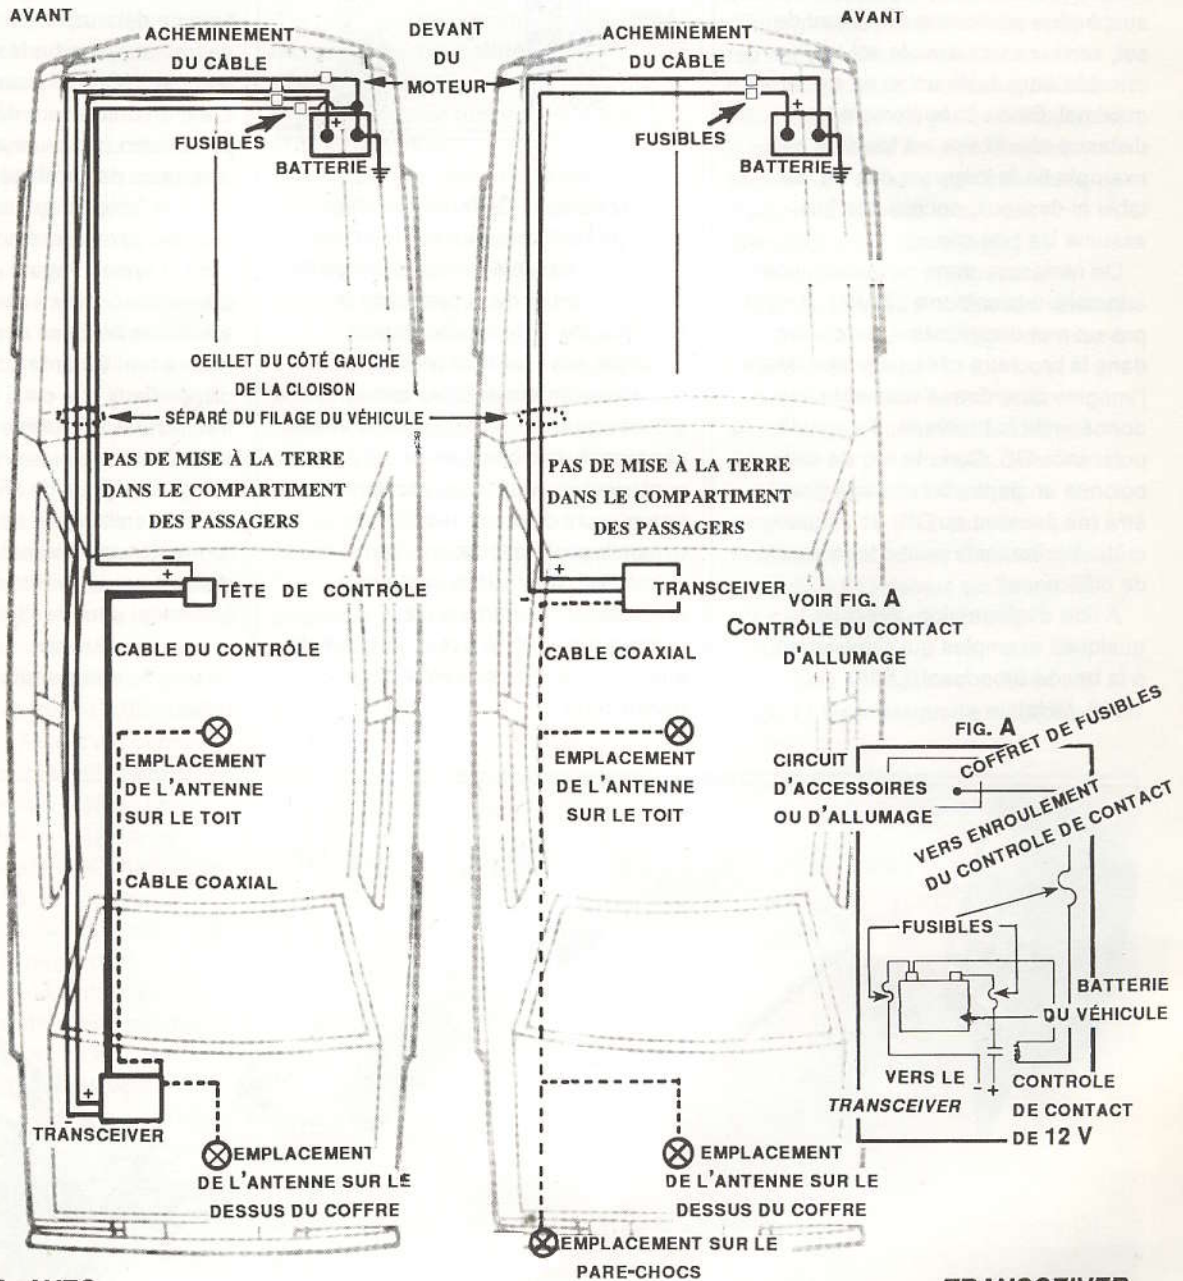 AVANT
ACHEMINEMENT
DU CÂBLE
DEVANT
DU
MOTEUR
ACHEMINEMENT
DU CÂBLE
AVANT
FUSIBLES
+
BATTERIE
FUSIBLES
+
BATTERIE
OEILLET DU CÔTÉ GAUCHE
DE LA CLOISON
SÉPARÉ DU FILAGE DU VÉHICULE
PAS DE MISE À LA TERRE
DANS LE COMPARTIMENT
DES PASSAGERS
PAS DE MISE À LA TERRE
DANS LE COMPARTIMENT
DES PASSAGERS
-
+
TÊTE DE CONTRÔLE
+
-
TRANSCEIVER
VOIR FIG. A
CONTRÔLE DU CONTACT
D'ALLUMAGE
CABLE DU CONTRÔLE
CABLE COAXIAL
EMPLACEMENT
DE L'ANTENNE
SUR LE TOIT
EMPLACEMENT
DE L'ANTENNE
SUR LE TOIT
CÂBLE COAXIAL
FIG. A
CIRCUIT
D'ACCESSOIRES
OU D'ALLUMAGE
COFFRET DE FUSIBLES
VERS ENROULEMENT
DU CONTROLE DE CONTACT
FUSIBLES
BATTERIE
DU VÉHICULE
VERS LE
TRANSCEIVER
- +
CONTROLE
DE CONTACT
DE 12 V
+
-
TRANSCEIVER
EMPLACEMENT
DE L'ANTENNE SUR LE
DESSUS DU COFFRE
EMPLACEMENT
DE L'ANTENNE SUR LE
DESSUS DU COFFRE
EMPLACEMENT SUR LE
PARE-CHOCS